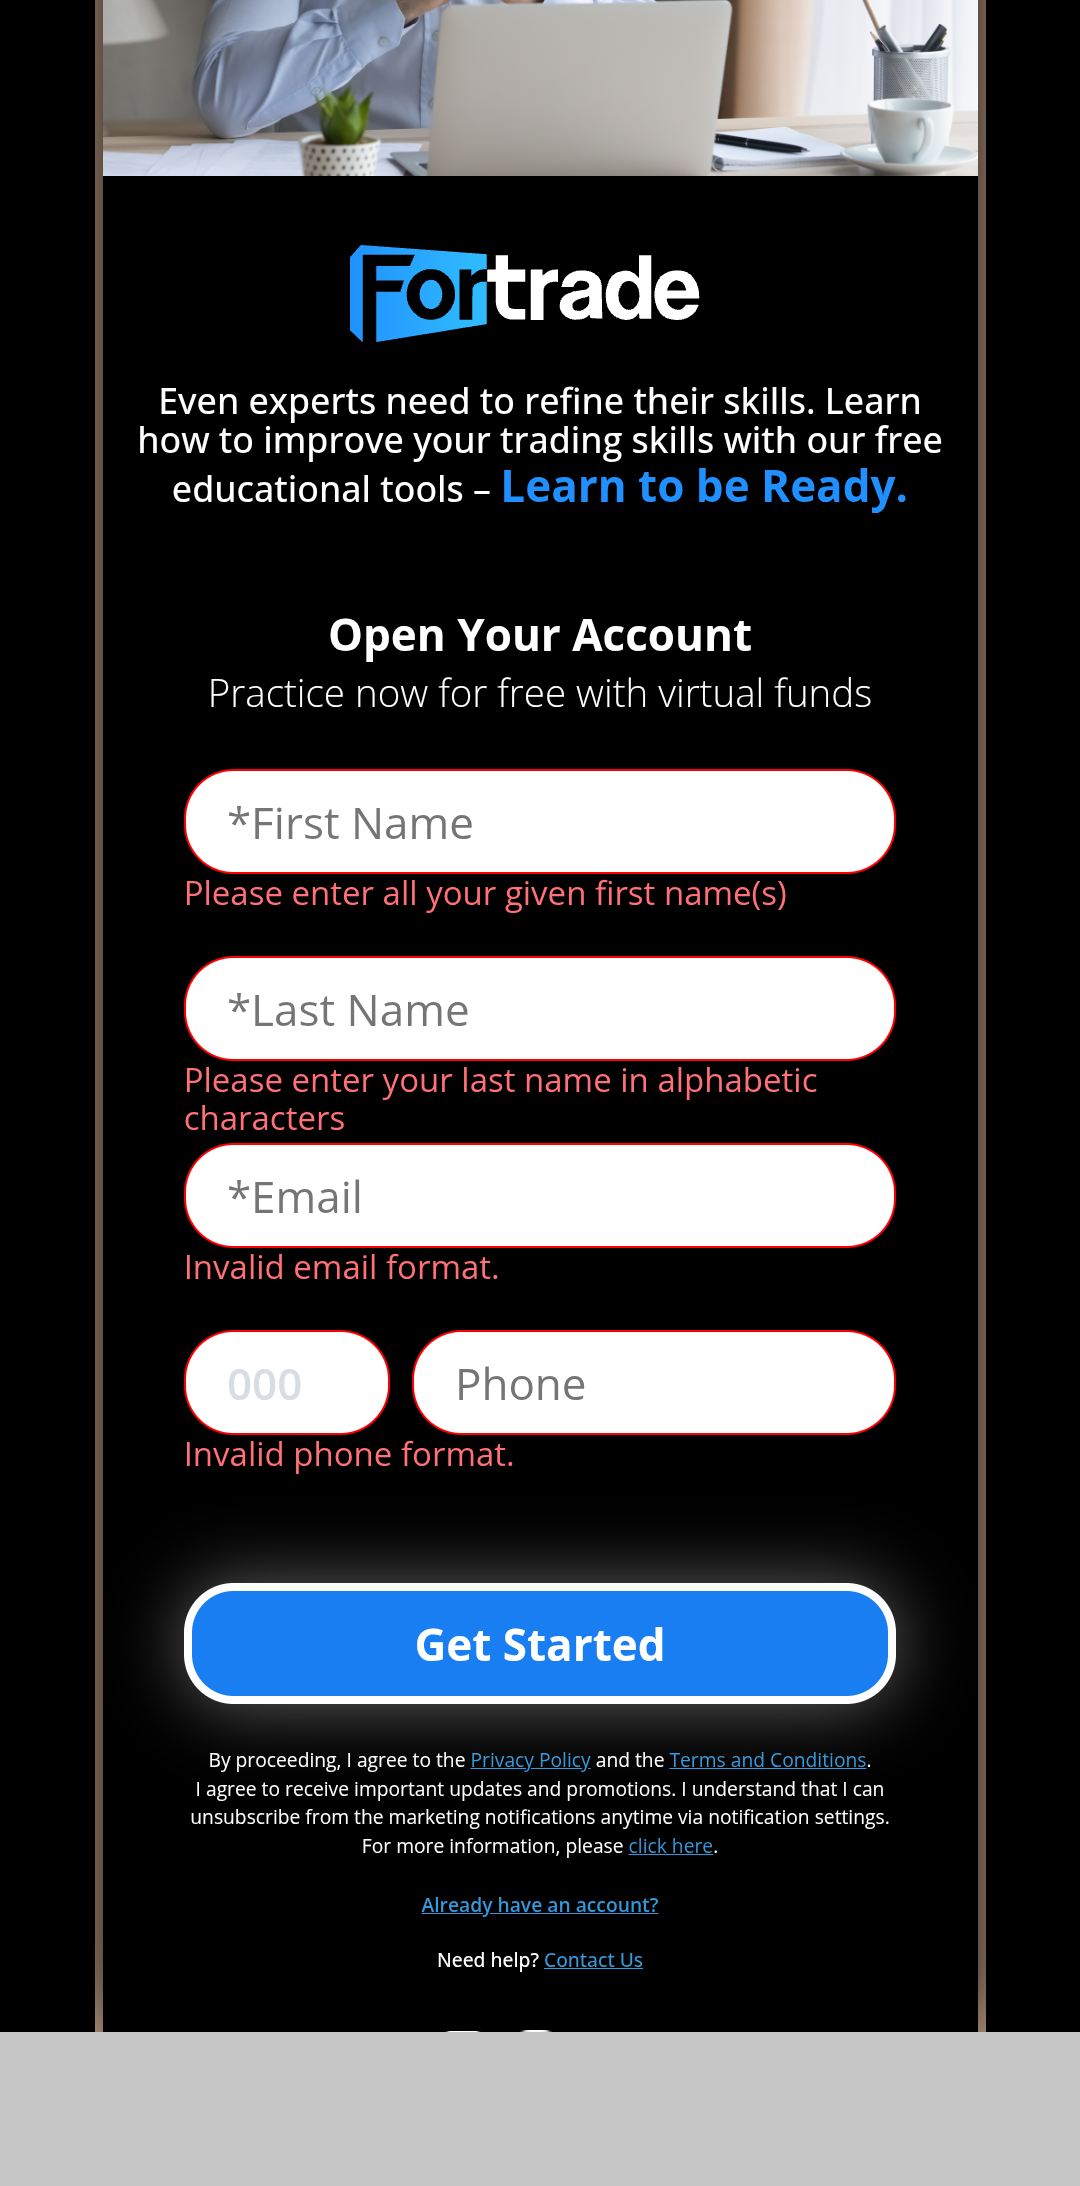 Fortrade
Even experts need to refine their skills. Learn
how to improve your trading skills with our free
educational tools – Learn to be Ready.
Open Your Account
Practice now for free with virtual funds
*First Name
Please enter all your given first name(s)
*Last Name
Please enter your last name in alphabetic
characters
*Email
Invalid email format.
000 Phone
Invalid phone format.
Get Started
By proceeding, I agree to the Privacy Policy and the Terms and Conditions.
I agree to receive important updates and promotions. I understand that I can
unsubscribe from the marketing notifications anytime via notification settings.
For more information, please click here.
Already have an account?
Need help? Contact Us